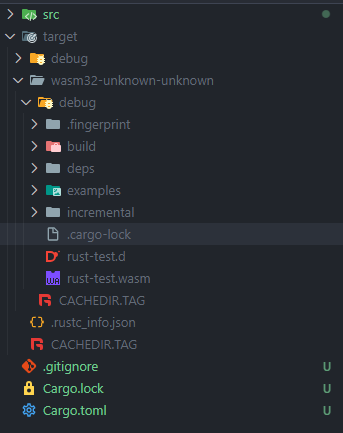 src
target
debug
wasm32-unknown-unknown
debug
.fingerprint
build
deps
examples
incremental
.cargo-lock
rust-test.d
rust-test.wasm
CACHEDIR.TAG
.rustc_info.json
CACHEDIR.TAG
.gitignore U
Cargo.lock U
Cargo.toml U